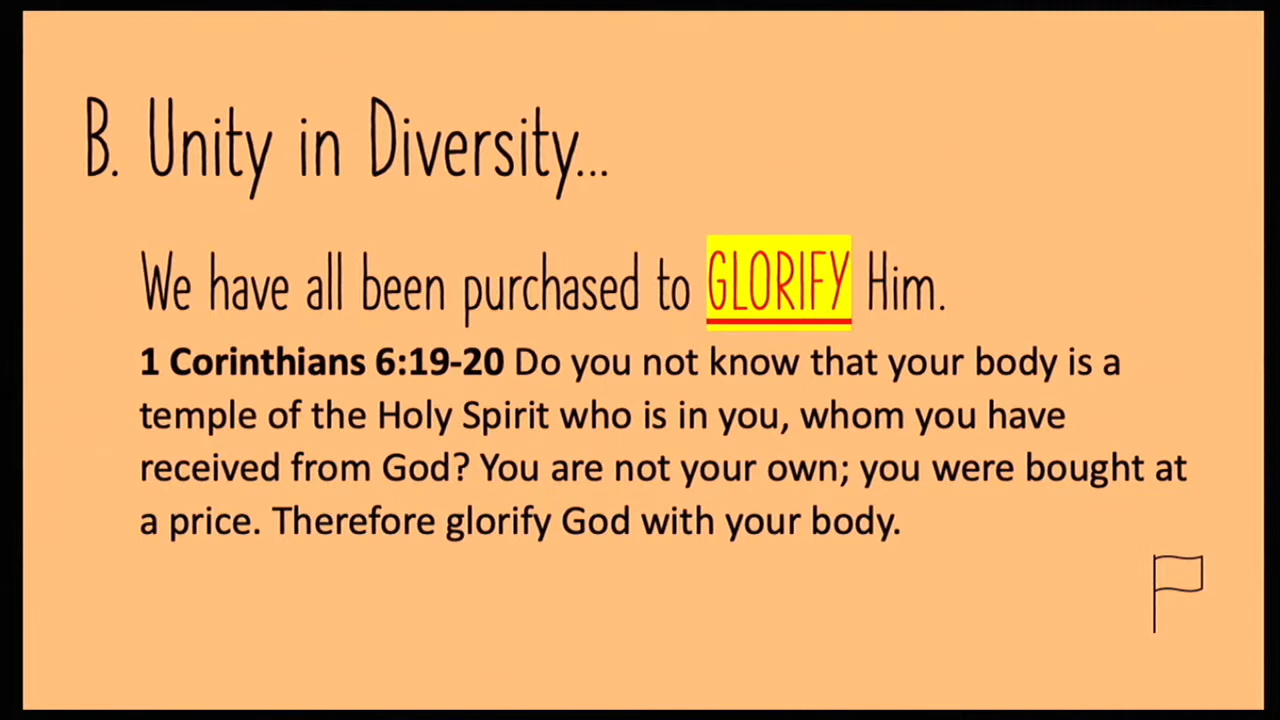 B. Unity in Diversity...
We have all been purchased to GLORIFY Him.
1 Corinthians 6:19-20 Do you not know that your body is a
temple of the Holy Spirit who is in you, whom you have
received from God? You are not your own; you were bought at
a price. Therefore glorify God with your body.